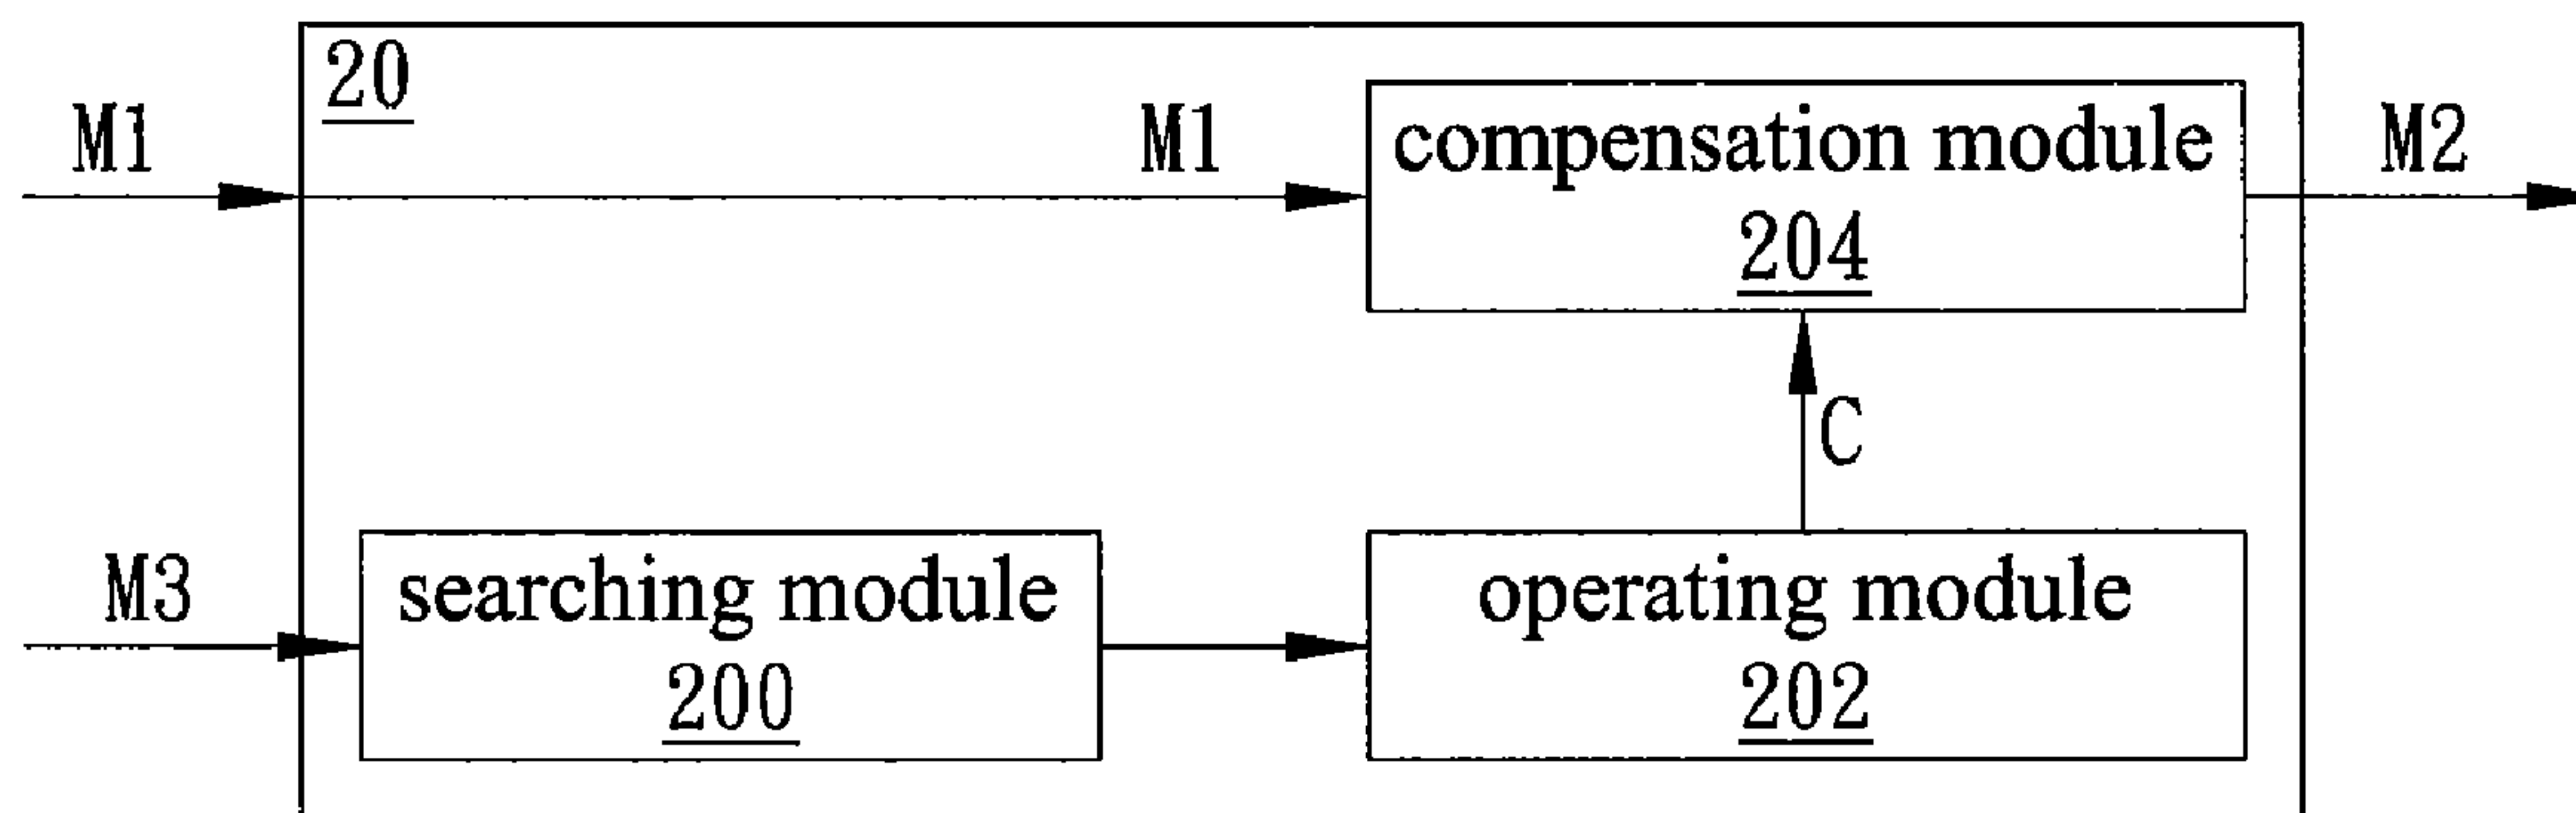 20
M1
M1
compensation module
204
M2
C
M3
searching module
200
operating module
202